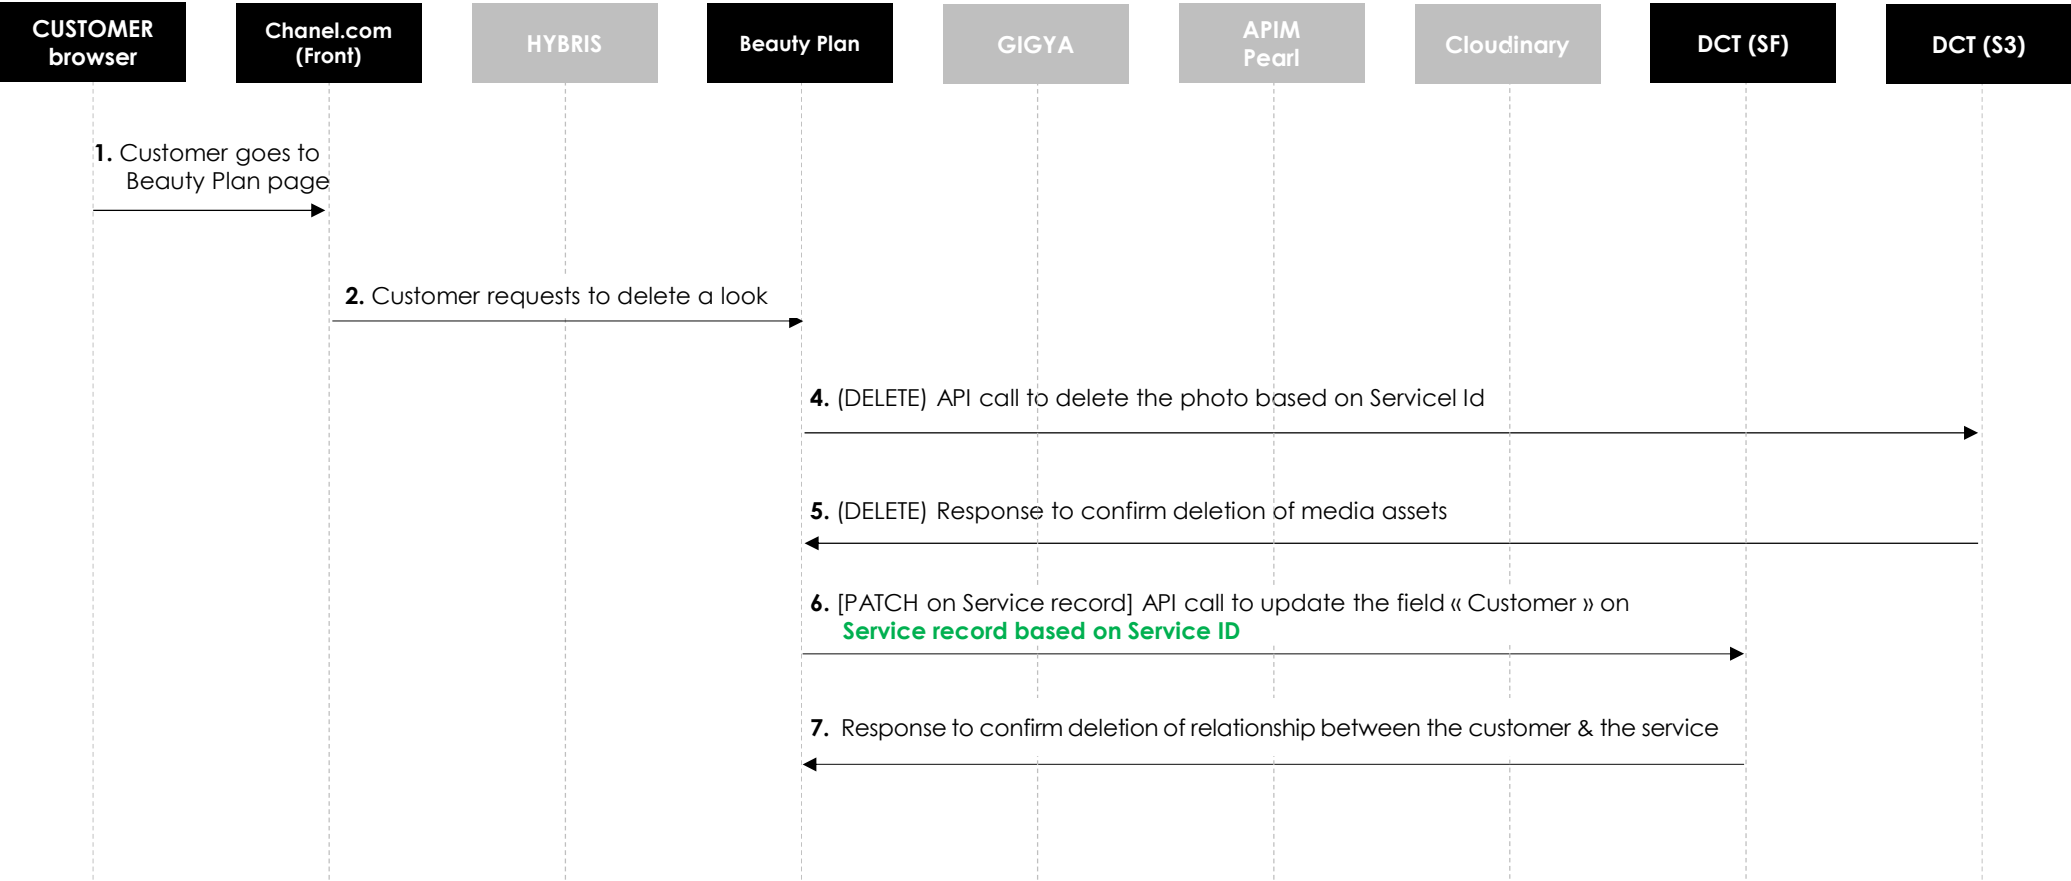 CUSTOMER
browser
Chanel.com
(Front)
HYBRIS
Beauty Plan
GIGYA
APIM
Pearl
Cloudinary
DCT (SF)
DCT (S3)
1. Customer goes to
Beauty Plan page
2. Customer requests to delete a look
4. (DELETE) API call to delete the photo based on Servicel Id
5. (DELETE) Response to confirm deletion of media assets
6. [PATCH on Service record] API call to update the field « Customer » on
Service record based on Service ID
7. Response to confirm deletion of relationship between the customer & the service